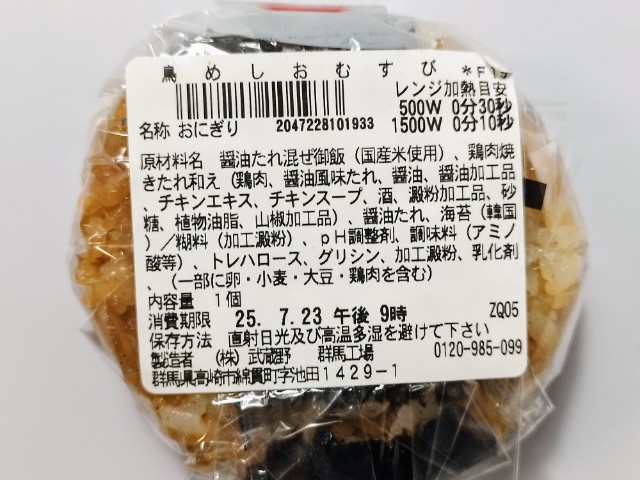 鳥めしおむすび *F19
レンジ加熱目安
500W 0分30秒
名称 おにぎり 2047228101933 1500W 0分10秒
原材料名 醤油たれ混ぜ御飯（国産米使用）、鶏肉焼
きたれ和え（鶏肉、醤油風味たれ、醤油、醤油加工品
、チキンエキス、チキンスープ、酒、澱粉加工品、砂
糖、植物油脂、山椒加工品）、醤油たれ、海苔（韓国
）／糊料（加工澱粉）、pH調整剤、調味料（アミノ
酸等）、トレハロース、グリシン、加工澱粉、乳化剤
、（一部に卵・小麦・大豆・鶏肉を含む）
内容量 1個
消費期限 25. 7.23 午後 9時 ZQ05
保存方法 直射日光及び高温多湿を避けて下さい
製造者 （株）武蔵野 群馬工場 0120-985-099
群馬県高崎市綿貫町字池田1429-1